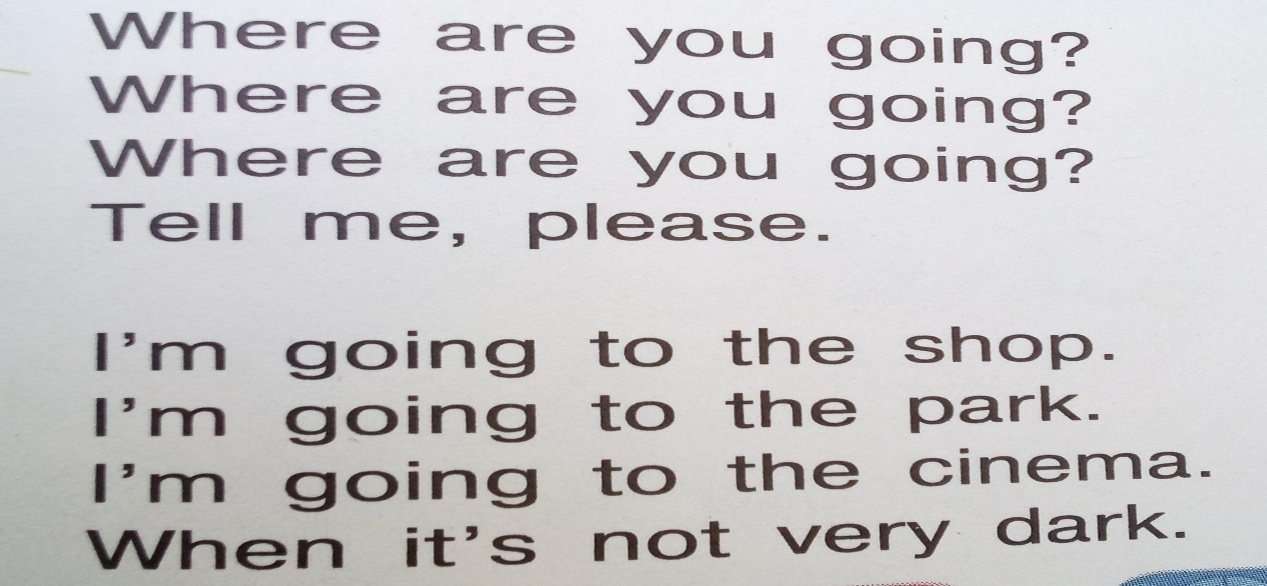 Where are you going?
Where are you going?
Where are you going?
Tell me, please.
I'm going to the shop.
I'm going to the park.
I'm going to the cinema.
When it's not very dark.